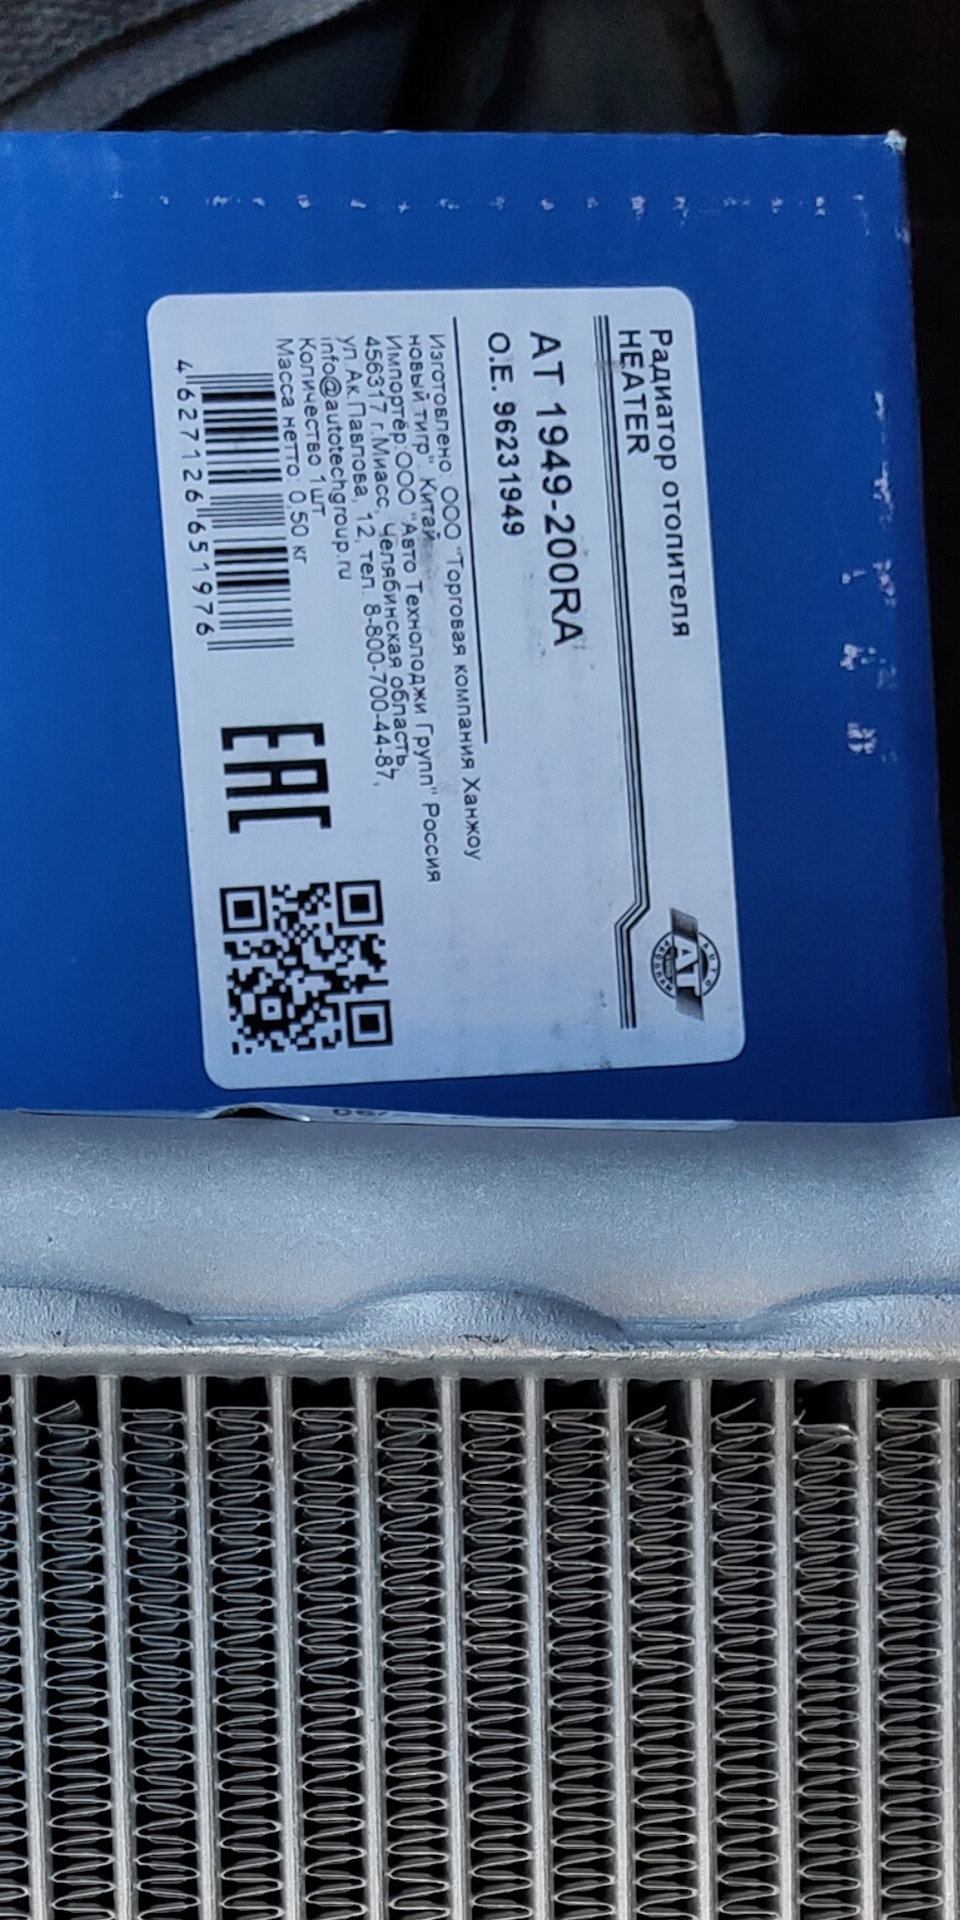 Радиатор отопителя
HEATER
AT 1949-200RA
O.E. 96231949
Изготовлено: ООО "Торговая компания Ханжоу
новый тигр". Китай
Импортёр:ООО "Авто Технолоджи Групп" Россия
456317 г.Миасс, Челябинская область,
ул.Ак.Павлова, 12, тел. 8-800-700-44-87,
info@autotechgroup.ru
Количество 1шт
Масса нетто: 0,50 кг
4627126651976
EAC
AT
AUTO